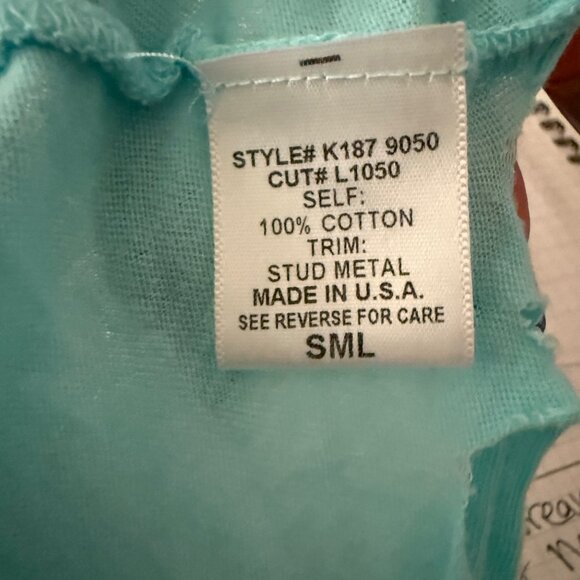 STYLE# K187 9050
CUT# L1050
SELF:
100% COTTON
TRIM:
STUD METAL
MADE IN U.S.A.
SEE REVERSE FOR CARE
SML